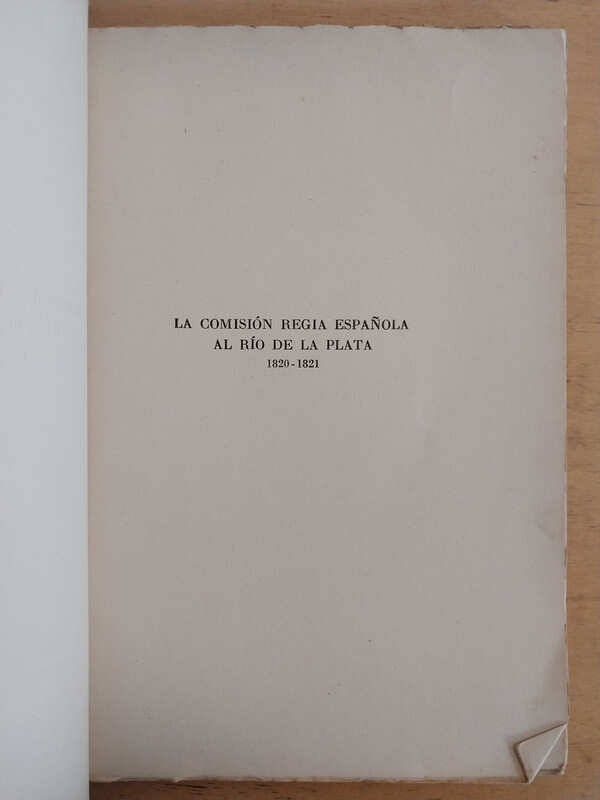 LA COMISIÓN REGIA ESPAÑOLA
AL RÍO DE LA PLATA
1820-1821